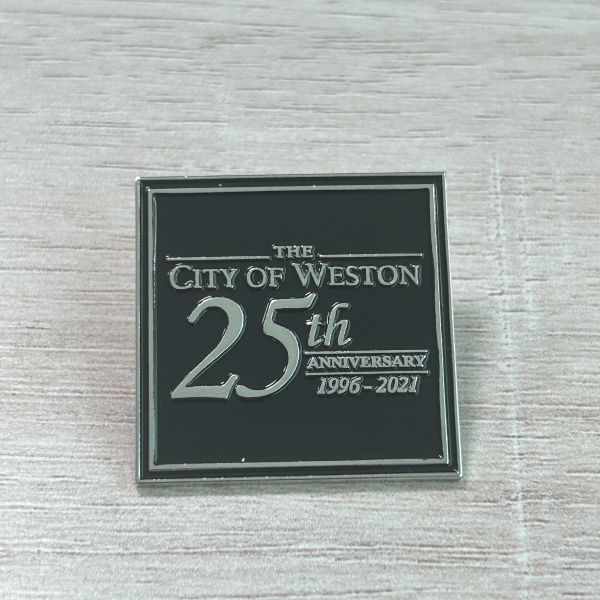 THE
CITY OF WESTON
25th
ANNIVERSARY
1996 - 2021